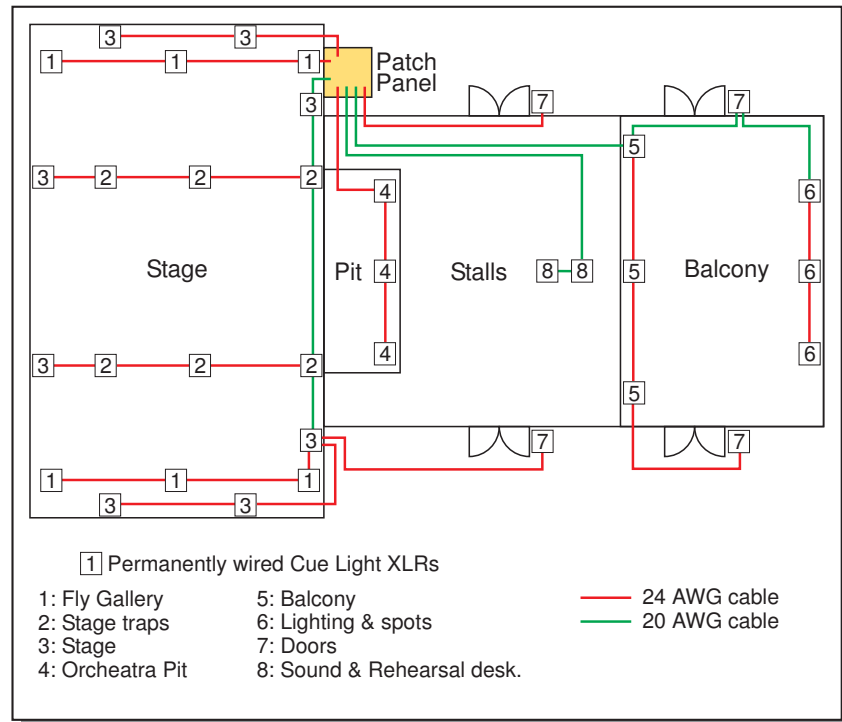 3 3
1 1 1 Patch
Panel
3 7 7
5
3 2 2 2
4 6
Stage Pit 4 Stalls 8 8 5 Balcony 6
4 6
3 2 2 2
5
3 7 7
1 1 1
3 3
1 Permanently wired Cue Light XLRs
1: Fly Gallery
2: Stage traps
3: Stage
4: Orcheatra Pit
5: Balcony
6: Lighting & spots
7: Doors
8: Sound & Rehearsal desk.
24 AWG cable
20 AWG cable